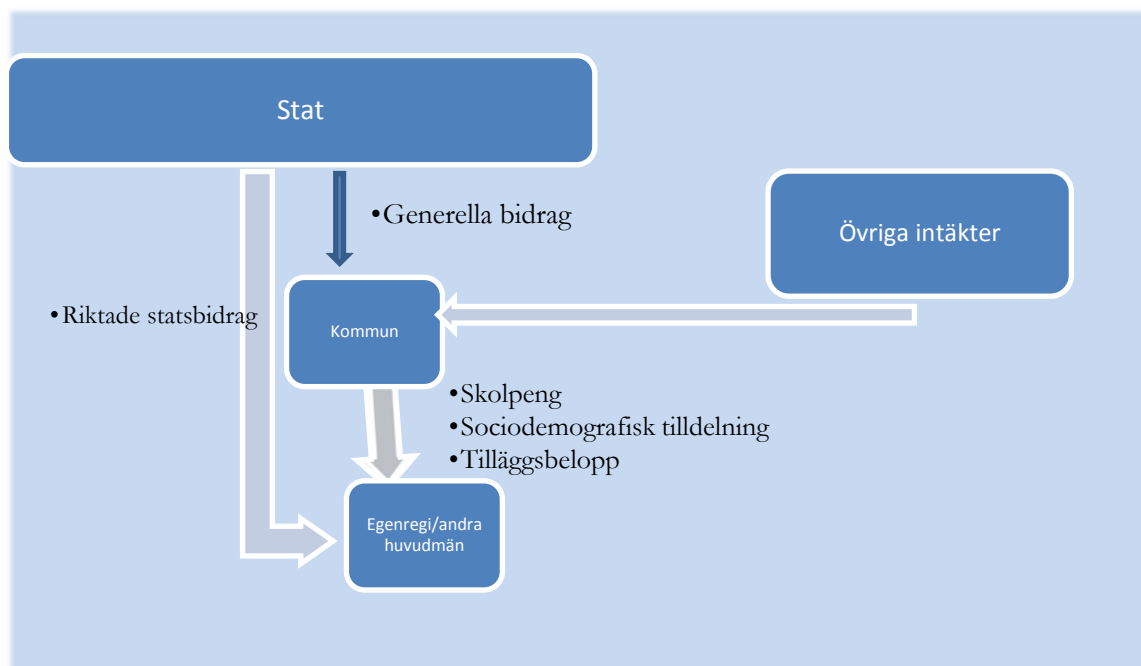 Stat
•Generella bidrag
Övriga intäkter
•Riktade statsbidrag
Kommun
•Skolpeng
•Sociodemografisk tilldelning
•Tilläggsbelopp
Egenregi/andra
huvudmän